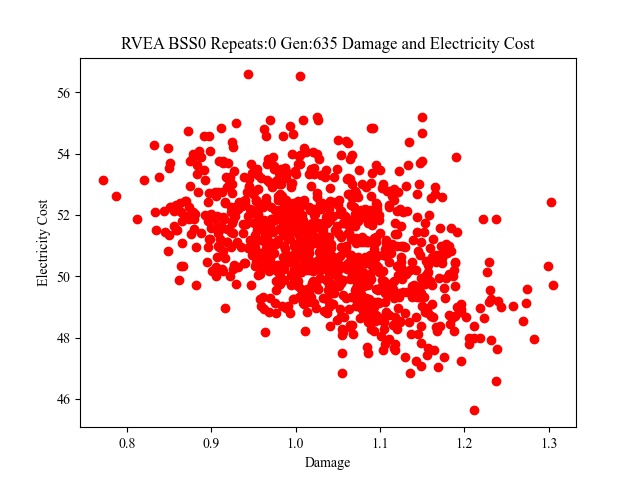 RVEA BSS0 Repeats:0 Gen:635 Damage and Electricity Cost
56
54
52
50
48
46
Electricity Cost
0.8 0.9 1.0 1.1 1.2 1.3
Damage